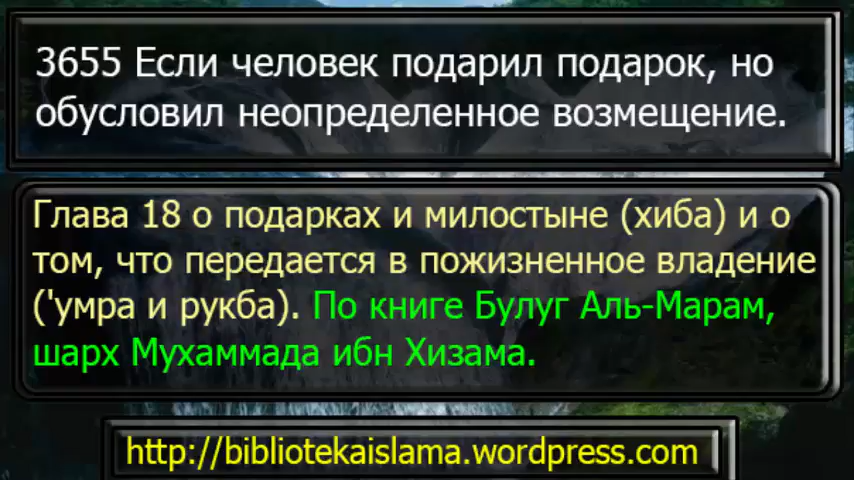 3655 Если человек подарил подарок, но
обусловил неопределенное возмещение.
Глава 18 о подарках и милостыне (хиба) и о
том, что передается в пожизненное владение
('умра и рукба). По книге Булуг Аль-Марам,
шарх Мухаммада ибн Хизама.
http://bibliotekaislama.wordpress.com